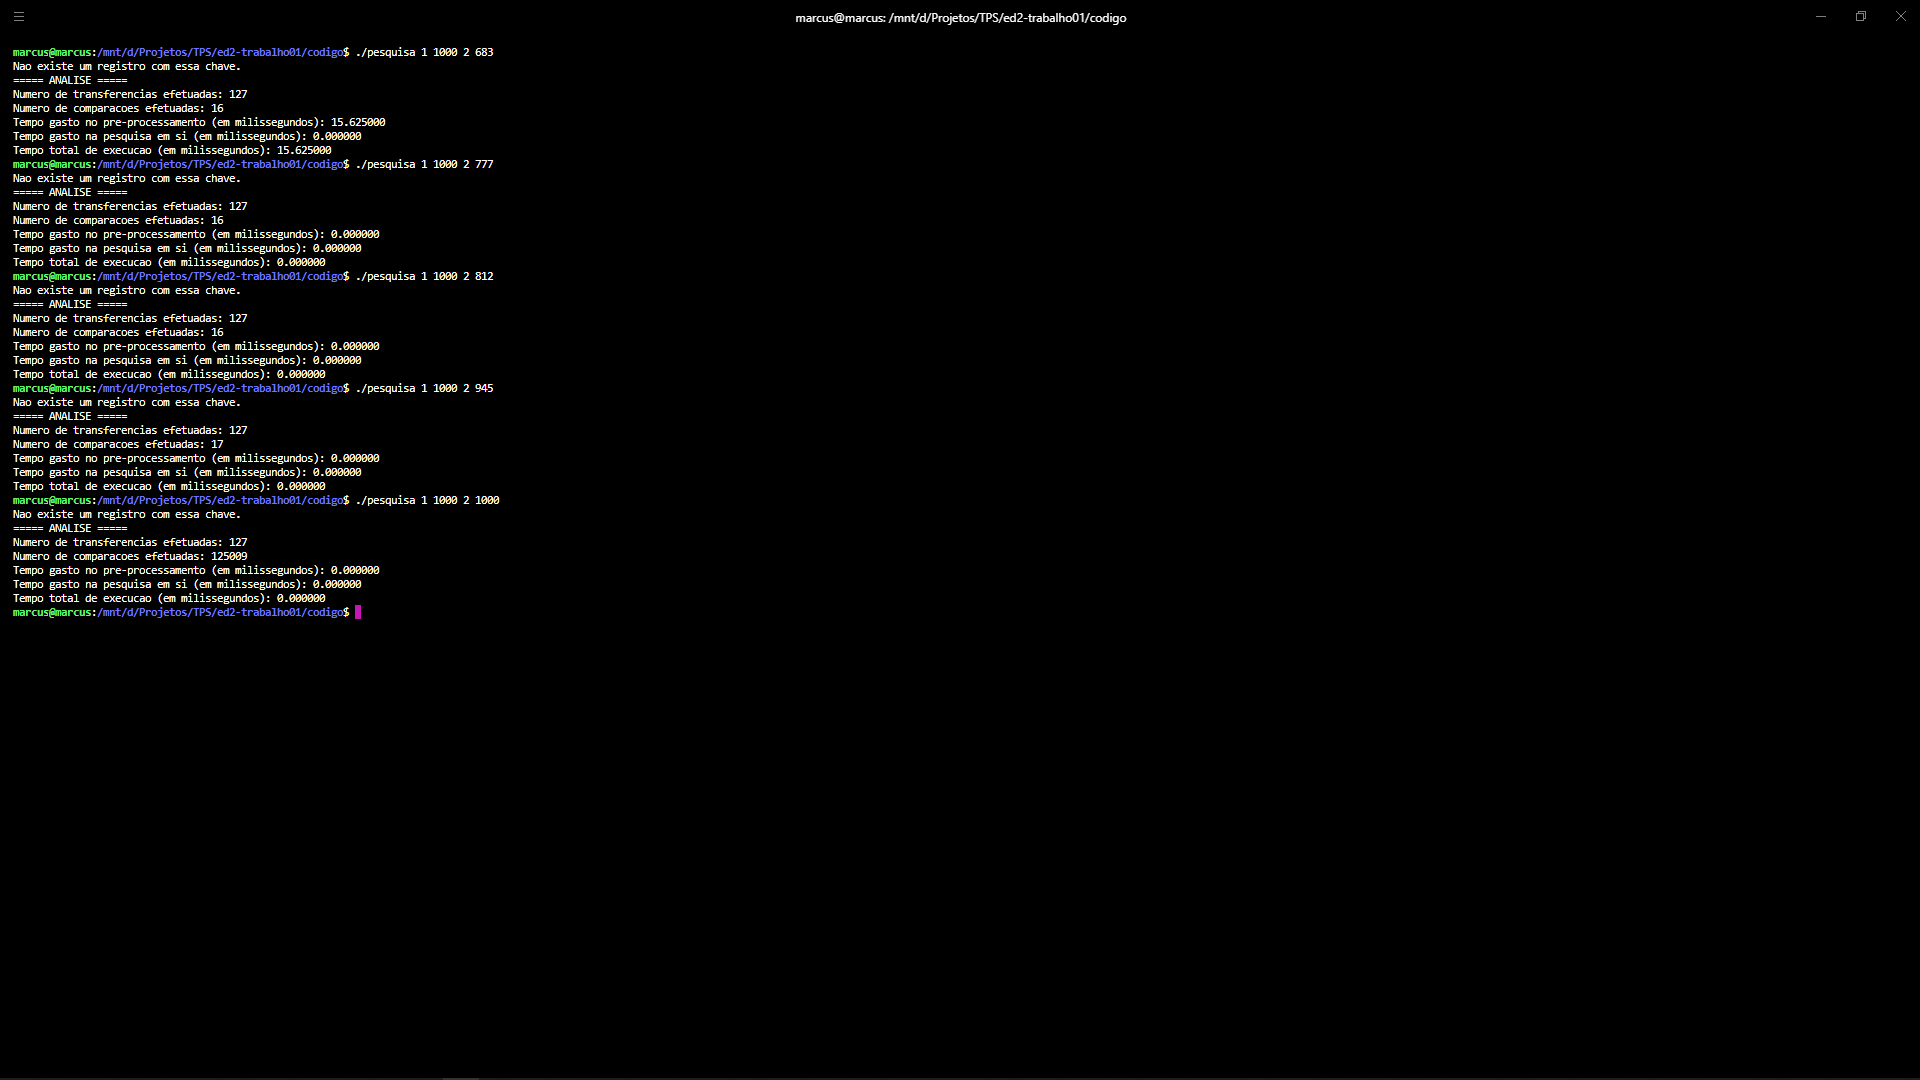 marcus@marcus: /mnt/d/Projetos/TPS/ed2-trabalho01/codigo
marcus@marcus:/mnt/d/Projetos/TPS/ed2-trabalho01/codigo$ ./pesquisa 1 1000 2 683
Nao existe um registro com essa chave.
===== ANALISE =====
Numero de transferencias efetuadas: 127
Numero de comparacoes efetuadas: 16
Tempo gasto no pre-processamento (em milissegundos): 15.625000
Tempo gasto na pesquisa em si (em milissegundos): 0.000000
Tempo total de execucao (em milissegundos): 15.625000
marcus@marcus:/mnt/d/Projetos/TPS/ed2-trabalho01/codigo$ ./pesquisa 1 1000 2 777
Nao existe um registro com essa chave.
===== ANALISE =====
Numero de transferencias efetuadas: 127
Numero de comparacoes efetuadas: 16
Tempo gasto no pre-processamento (em milissegundos): 0.000000
Tempo gasto na pesquisa em si (em milissegundos): 0.000000
Tempo total de execucao (em milissegundos): 0.000000
marcus@marcus:/mnt/d/Projetos/TPS/ed2-trabalho01/codigo$ ./pesquisa 1 1000 2 812
Nao existe um registro com essa chave.
===== ANALISE =====
Numero de transferencias efetuadas: 127
Numero de comparacoes efetuadas: 16
Tempo gasto no pre-processamento (em milissegundos): 0.000000
Tempo gasto na pesquisa em si (em milissegundos): 0.000000
Tempo total de execucao (em milissegundos): 0.000000
marcus@marcus:/mnt/d/Projetos/TPS/ed2-trabalho01/codigo$ ./pesquisa 1 1000 2 945
Nao existe um registro com essa chave.
===== ANALISE =====
Numero de transferencias efetuadas: 127
Numero de comparacoes efetuadas: 17
Tempo gasto no pre-processamento (em milissegundos): 0.000000
Tempo gasto na pesquisa em si (em milissegundos): 0.000000
Tempo total de execucao (em milissegundos): 0.000000
marcus@marcus:/mnt/d/Projetos/TPS/ed2-trabalho01/codigo$ ./pesquisa 1 1000 2 1000
Nao existe um registro com essa chave.
===== ANALISE =====
Numero de transferencias efetuadas: 127
Numero de comparacoes efetuadas: 125009
Tempo gasto no pre-processamento (em milissegundos): 0.000000
Tempo gasto na pesquisa em si (em milissegundos): 0.000000
Tempo total de execucao (em milissegundos): 0.000000
marcus@marcus:/mnt/d/Projetos/TPS/ed2-trabalho01/codigo$